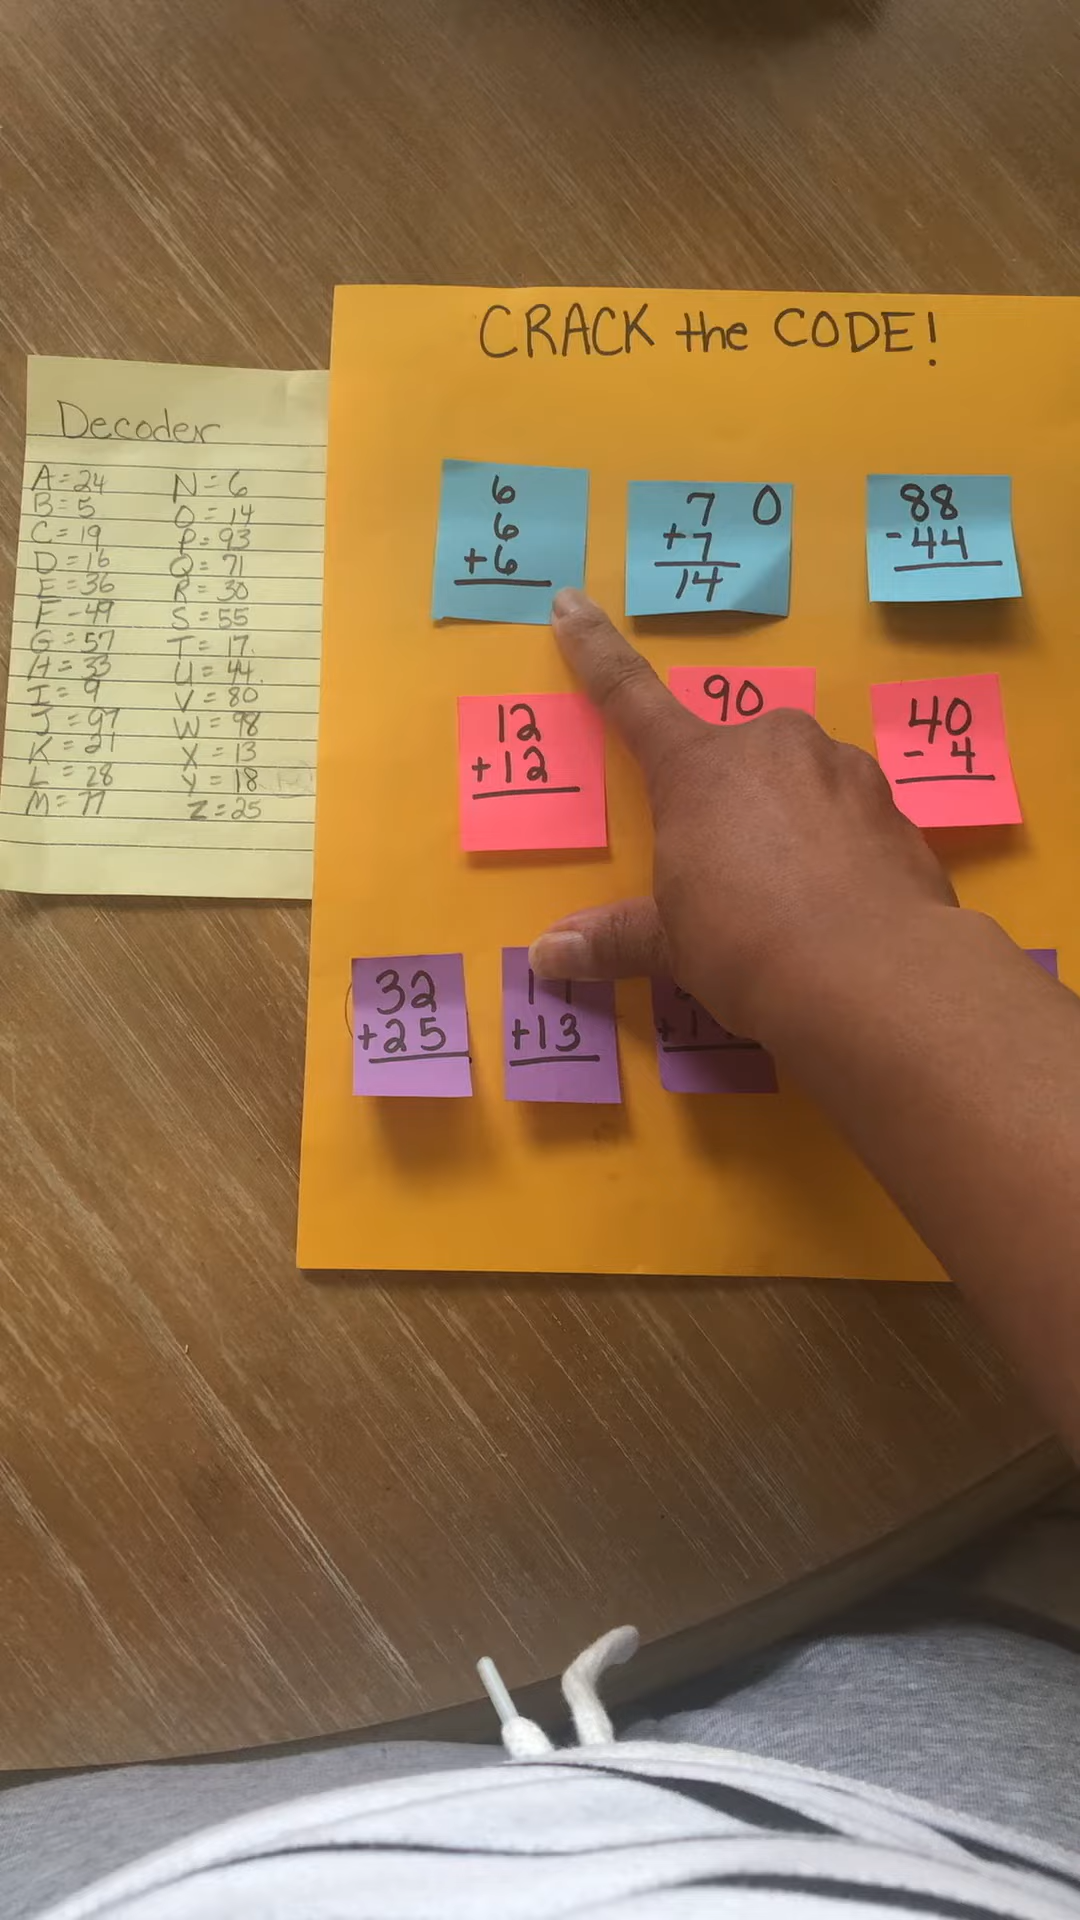 CRACK the CODE!
Decoder
A=24 N=6
B=5 O=14
C=19 P=93
D=16 Q=71
E=36 R=30
F-49 S=55
G=57 T=17.
H=33 U=44.
I=9 V=80
J=97 W=98
K=21 X=13
L=28 Y=18
M=77 Z=25
6
6
+6
7 O
+7
14
88
-44
12
+12
90
40
- 4
32
+25
+13